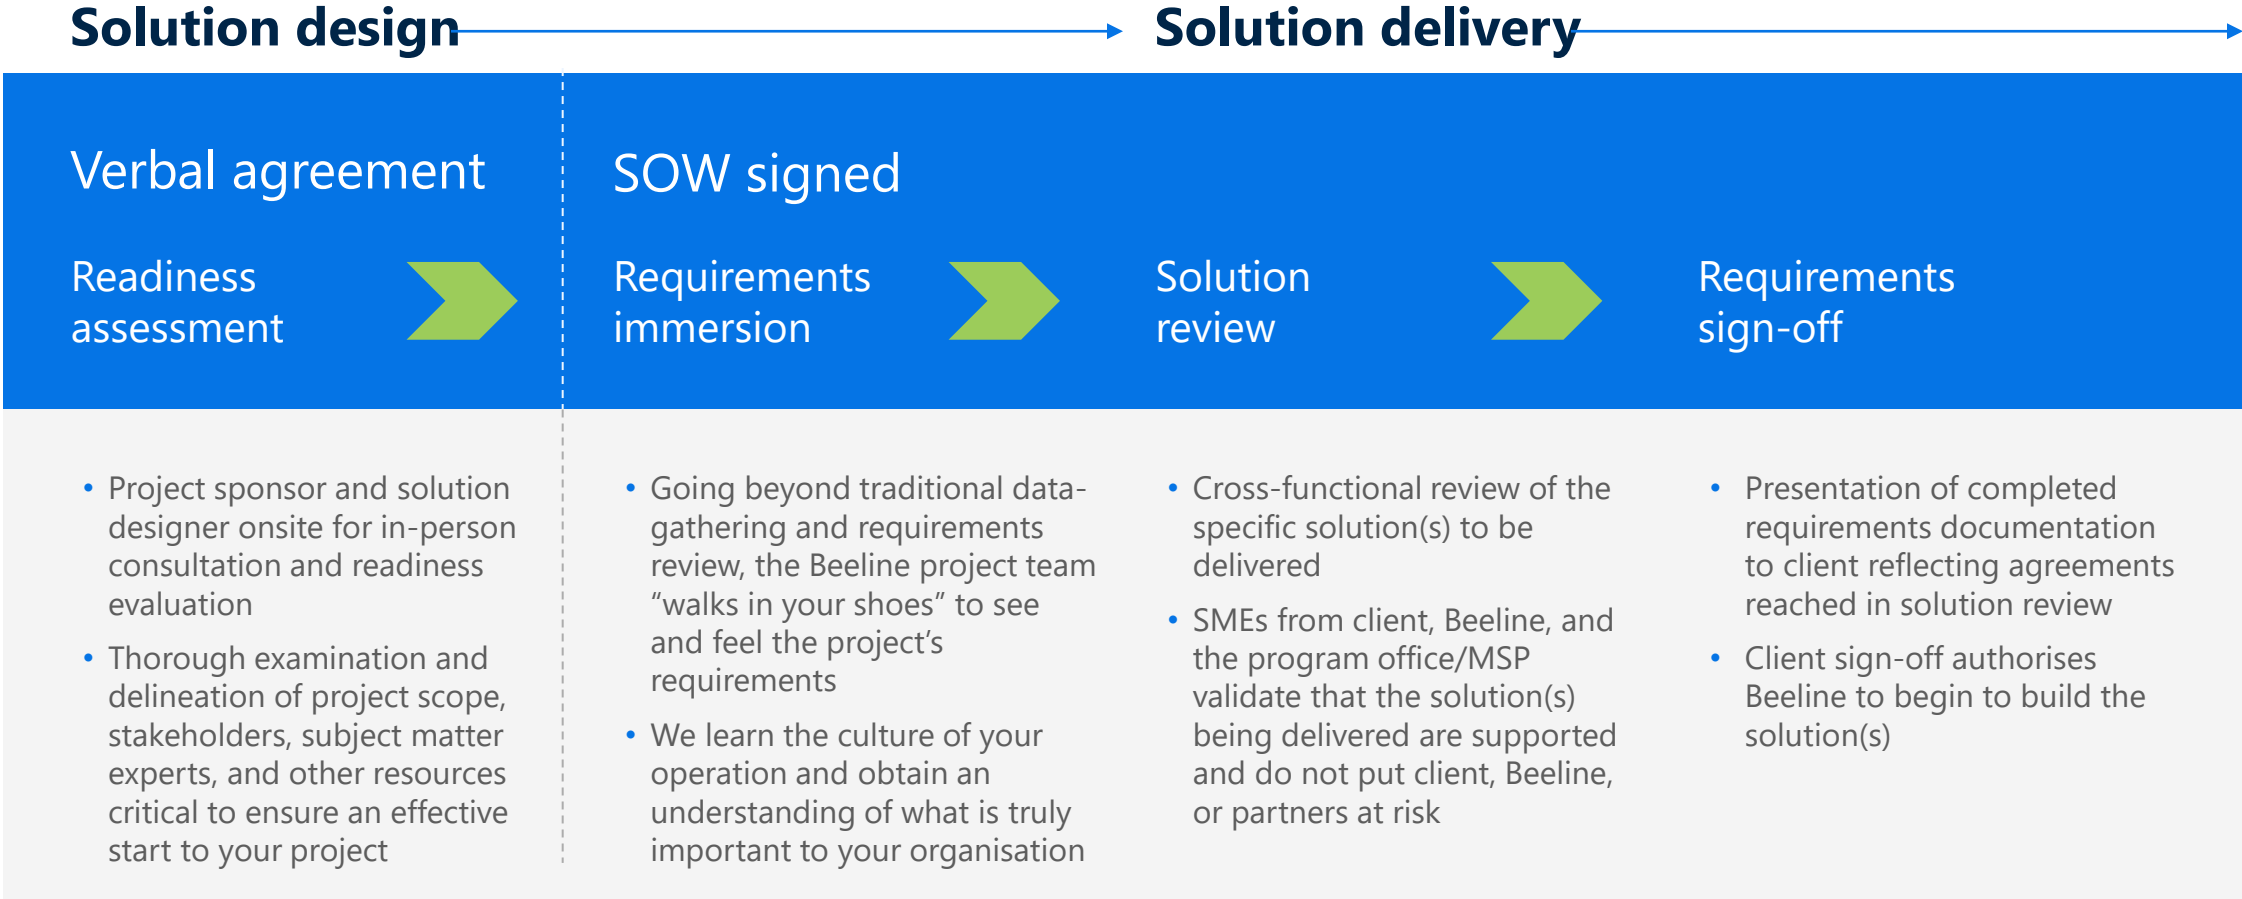 Solution design
Solution delivery
Verbal agreement
SOW signed
Readiness
assessment
Requirements
immersion
Solution
review
Requirements
sign-off
• Project sponsor and solution
designer onsite for in-person
consultation and readiness
evaluation
• Thorough examination and
delineation of project scope,
stakeholders, subject matter
experts, and other resources
critical to ensure an effective
start to your project
• Going beyond traditional data-
gathering and requirements
review, the Beeline project team
“walks in your shoes” to see
and feel the project’s
requirements
• We learn the culture of your
operation and obtain an
understanding of what is truly
important to your organisation
• Cross-functional review of the
specific solution(s) to be
delivered
• SMEs from client, Beeline, and
the program office/MSP
validate that the solution(s)
being delivered are supported
and do not put client, Beeline,
or partners at risk
• Presentation of completed
requirements documentation
to client reflecting agreements
reached in solution review
• Client sign-off authorises
Beeline to begin to build the
solution(s)